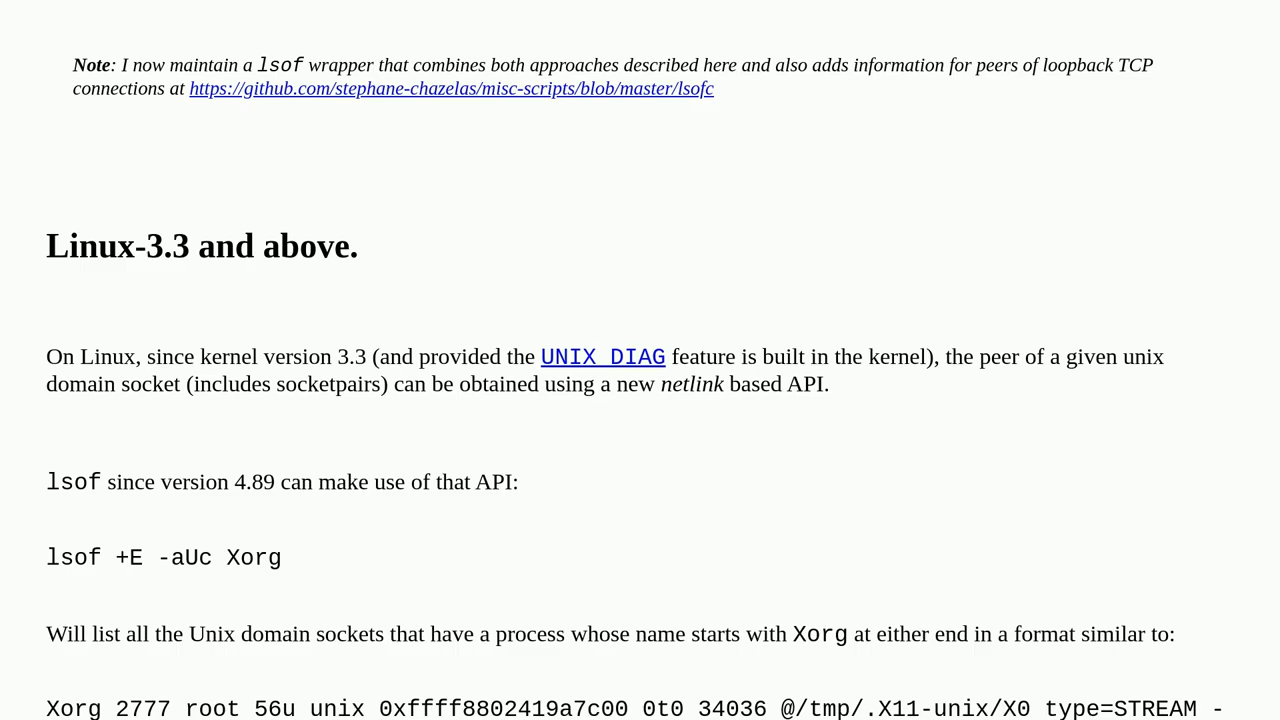 Note: I now maintain a lsof wrapper that combines both approaches described here and also adds information for peers of loopback TCP
connections at https://github.com/stephane-chazelas/misc-scripts/blob/master/lsofc
Linux-3.3 and above.
On Linux, since kernel version 3.3 (and provided the UNIX_DIAG feature is built in the kernel), the peer of a given unix
domain socket (includes socketpairs) can be obtained using a new netlink based API.
lsof since version 4.89 can make use of that API:
lsof +E -aUc Xorg
Will list all the Unix domain sockets that have a process whose name starts with Xorg at either end in a format similar to:
Xorg 2777 root 56u unix 0xffff8802419a7c00 0t0 34036 @/tmp/.X11-unix/X0 type=STREAM -